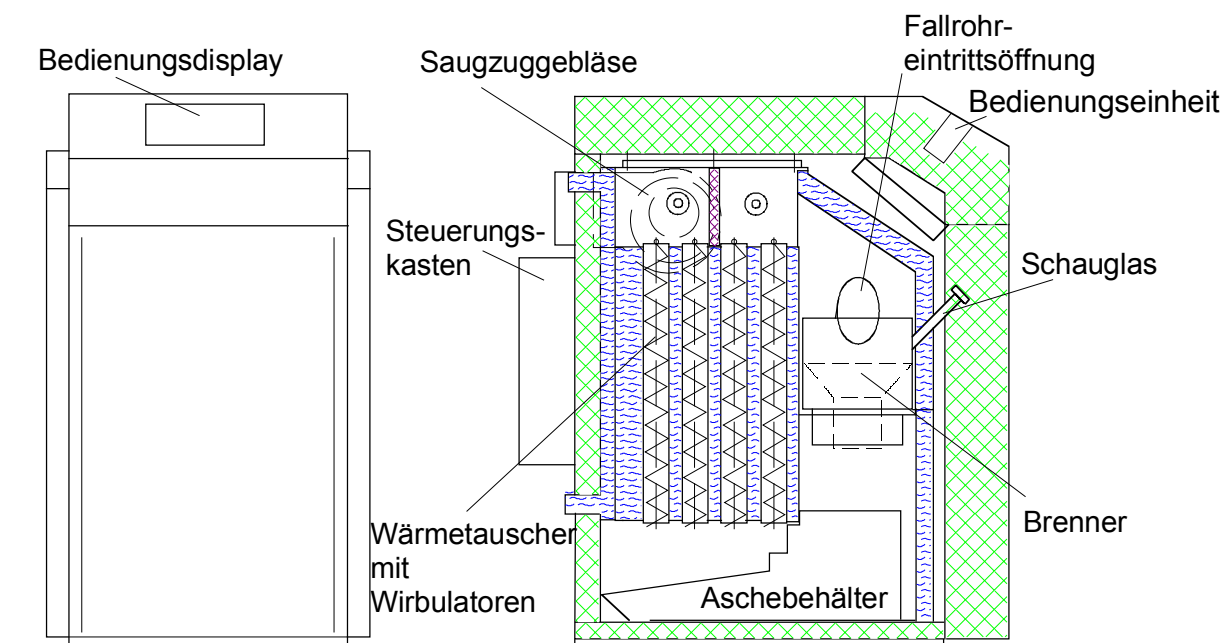 Bedienungsdisplay
Saugzuggebläse
Fallrohr-
eintrittsöffnung
Bedienungseinheit
Steuerungs-
kasten
Schauglas
Wärmetauscher
mit
Wirbulatoren
Brenner
Aschebehälter